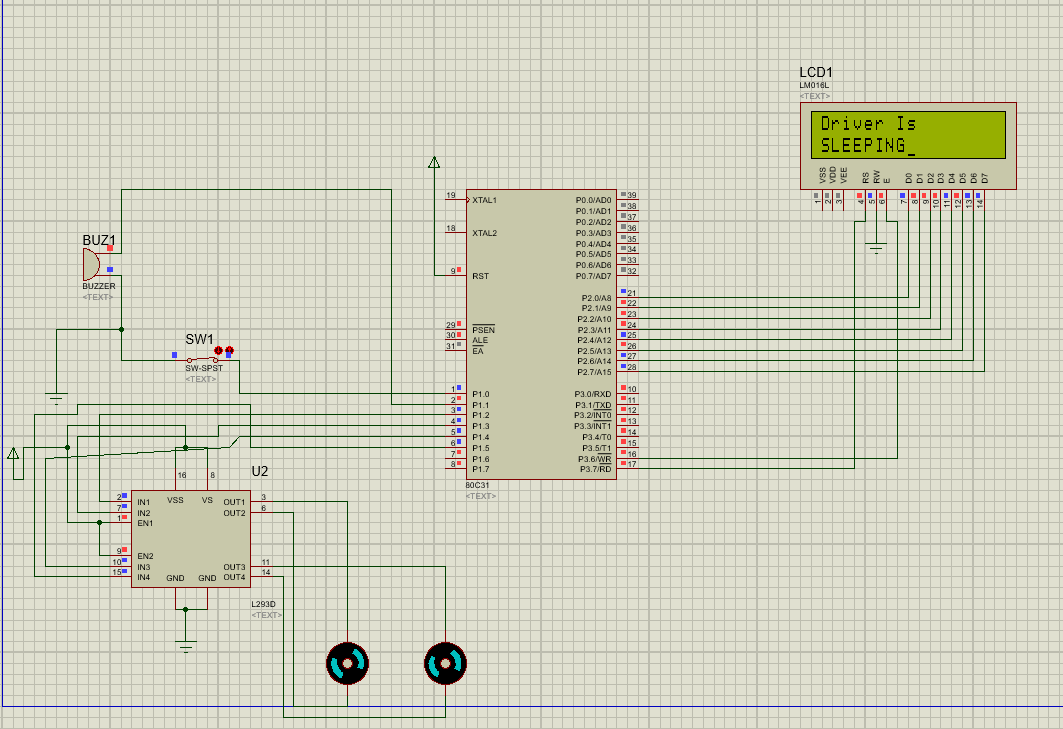 LCD1
LM016L
<TEXT>
Driver Is
SLEEPING_
VSS VDD VEE RS RW E D0 D1 D2 D3 D4 D5 D6 D7
1 2 3 4 5 6 7 8 9 10 11 12 13 14
19 XTAL1 P0.0/AD0 39
P0.1/AD1 38
P0.2/AD2 37
18 XTAL2 P0.3/AD3 36
P0.4/AD4 35
P0.5/AD5 34
P0.6/AD6 33
9 RST P0.7/AD7 32
P2.0/A8 21
P2.1/A9 22
P2.2/A10 23
29 PSEN P2.3/A11 24
30 ALE P2.4/A12 25
31 EA P2.5/A13 26
P2.6/A14 27
P2.7/A15 28
1 P1.0 P3.0/RXD 10
2 P1.1 P3.1/TXD 11
3 P1.2 P3.2/INT0 12
4 P1.3 P3.3/INT1 13
5 P1.4 P3.4/T0 14
6 P1.5 P3.5/T1 15
7 P1.6 P3.6/WR 16
8 P1.7 P3.7/RD 17
80C31
<TEXT>
BUZ1
BUZZER
<TEXT>
SW1
SW-SPST
<TEXT>
U2
16 8
VSS VS
2 IN1 OUT1 3
7 IN2 OUT2 6
1 EN1
9 EN2
10 IN3 OUT3 11
15 IN4 GND GND OUT4 14
L293D
<TEXT>